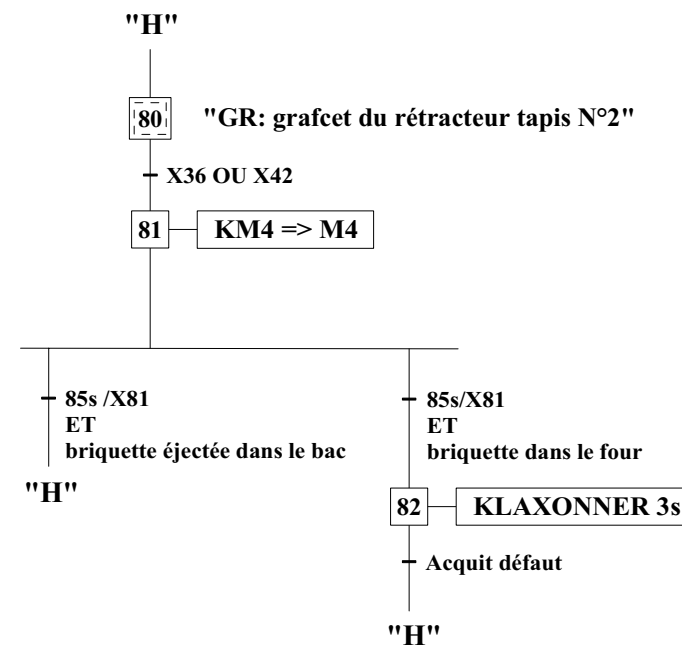 "H"
80
"GR: grafcet du rétracteur tapis N°2"
X36 OU X42
81
KM4 => M4
85s /X81
ET
briquette éjectée dans le bac
"H"
85s/X81
ET
briquette dans le four
82
KLAXONNER 3s
Acquit défaut
"H"